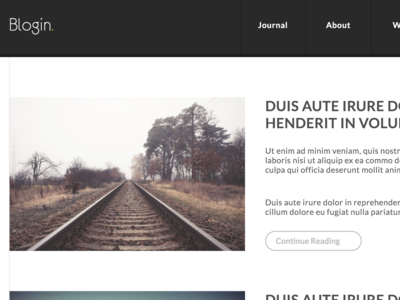 Blogin.
Journal
About
W
DUIS AUTE IRURE DO
HENDERIT IN VOLU
Ut enim ad minim veniam, quis nostr
laboris nisi ut aliquip ex ea commo d
culpa qui officia deserunt mollit anim
Duis aute irure dolor in reprehender
cillum dolore eu fugiat nulla pariatur
Continue Reading
DUIS AUTE IRURE DO